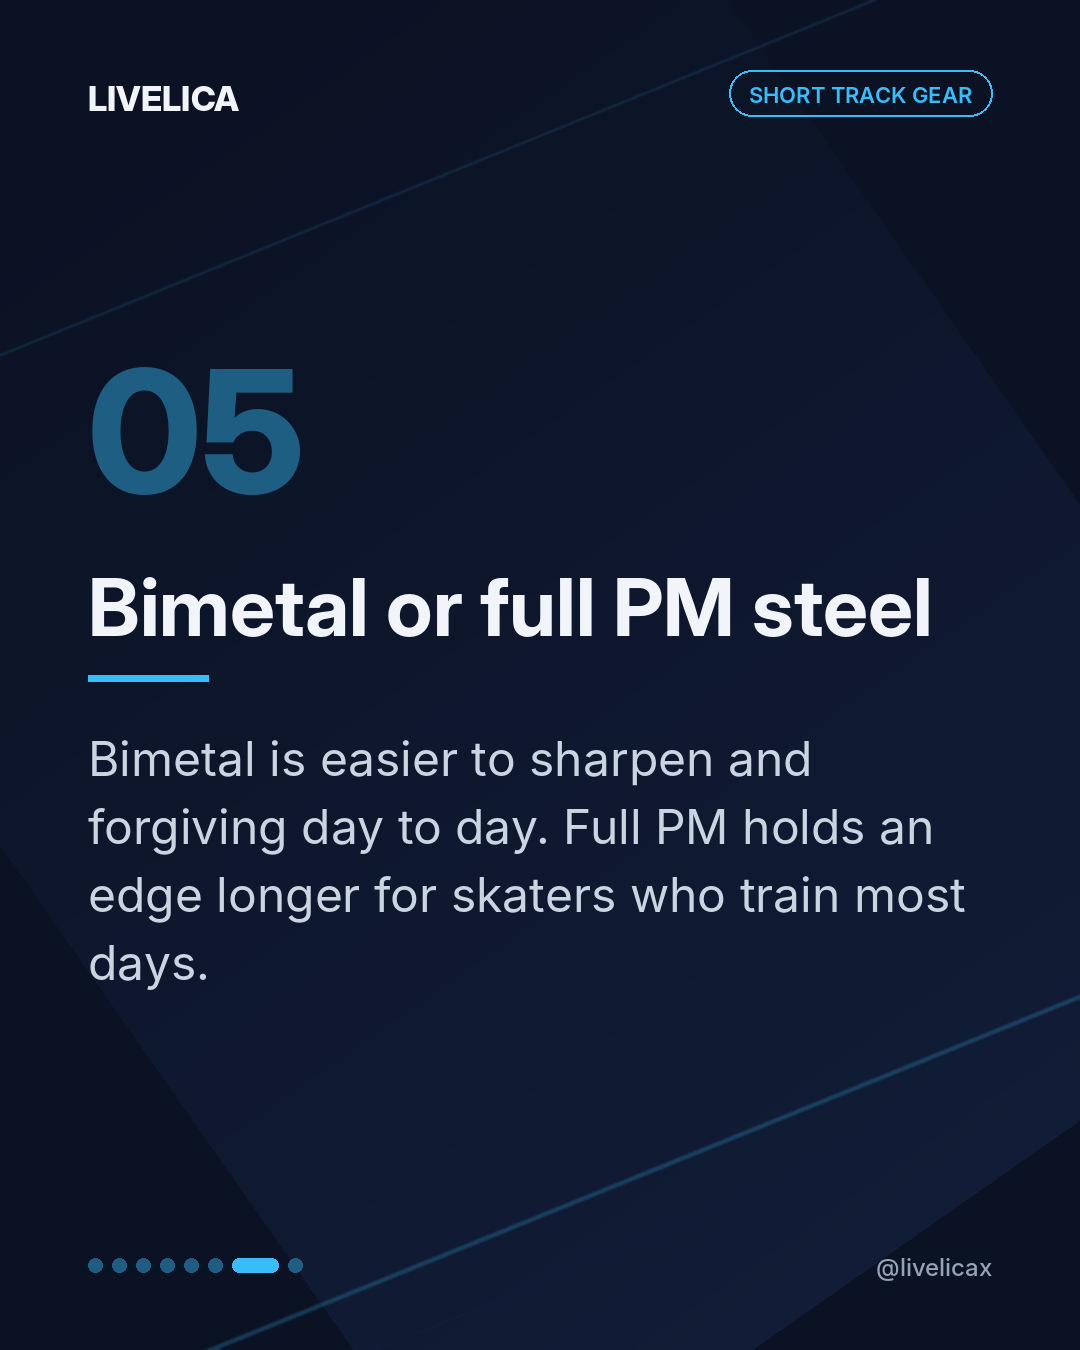 LIVELICA
SHORT TRACK GEAR
05
Bimetal or full PM steel
Bimetal is easier to sharpen and
forgiving day to day. Full PM holds an
edge longer for skaters who train most
days.
@livelicax